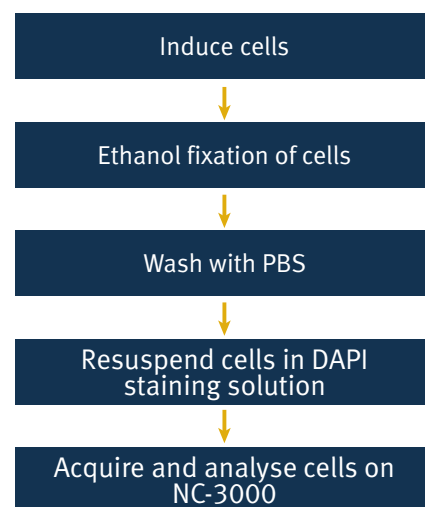 Induce cells
Ethanol fixation of cells
Wash with PBS
Resuspend cells in DAPI
staining solution
Acquire and analyse cells on
NC-3000